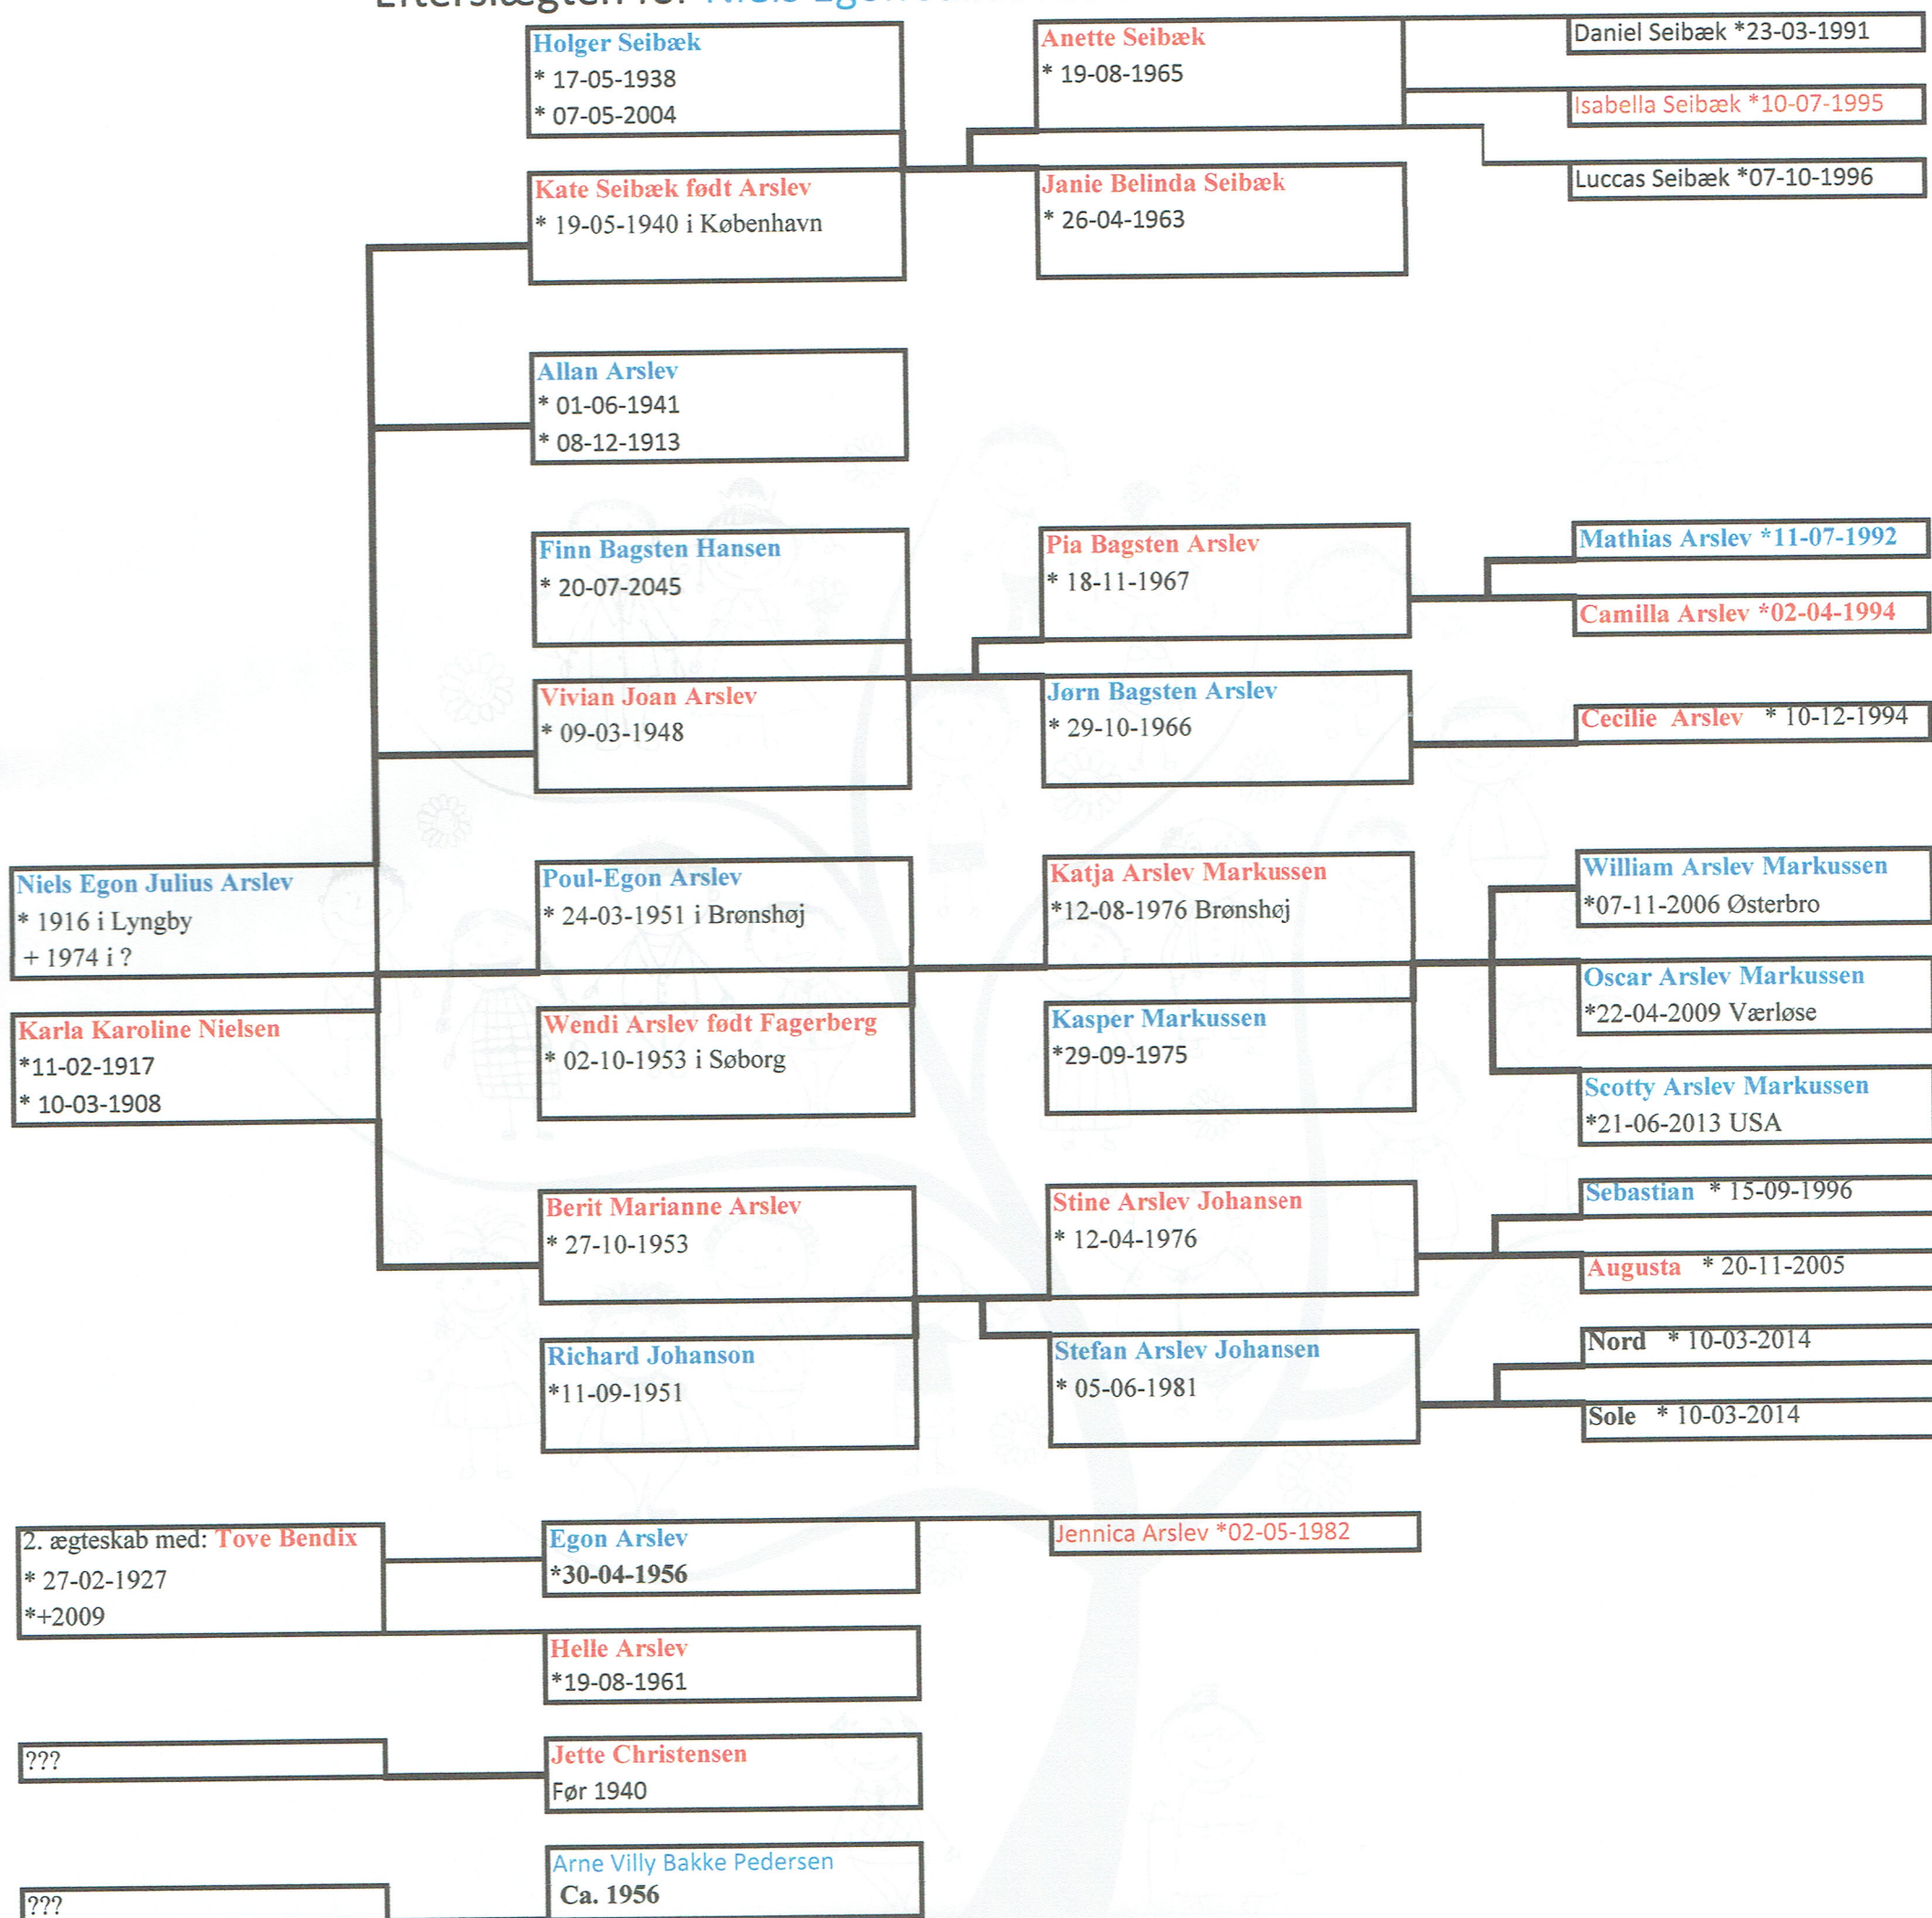 Efterslægten for Niels Egon
Holger Seibæk
* 17-05-1938
* 07-05-2004
Kate Seibæk født Arslev
* 19-05-1940 i København
Anette Seibæk
* 19-08-1965
Janie Belinda Seibæk
* 26-04-1963
Daniel Seibæk *23-03-1991
Isabella Seibæk *10-07-1995
Luccas Seibæk *07-10-1996
Allan Arslev
* 01-06-1941
* 08-12-1913
Finn Bagsten Hansen
* 20-07-2045
Vivian Joan Arslev
* 09-03-1948
Pia Bagsten Arslev
* 18-11-1967
Jørn Bagsten Arslev
* 29-10-1966
Mathias Arslev *11-07-1992
Camilla Arslev *02-04-1994
Cecilie Arslev * 10-12-1994
Niels Egon Julius Arslev
* 1916 i Lyngby
+ 1974 i ?
Karla Karoline Nielsen
*11-02-1917
* 10-03-1908
Poul-Egon Arslev
* 24-03-1951 i Brønshøj
Wendi Arslev født Fagerberg
* 02-10-1953 i Søborg
Katja Arslev Markussen
*12-08-1976 Brønshøj
Kasper Markussen
*29-09-1975
William Arslev Markussen
*07-11-2006 Østerbro
Oscar Arslev Markussen
*22-04-2009 Værløse
Scotty Arslev Markussen
*21-06-2013 USA
Berit Marianne Arslev
* 27-10-1953
Richard Johanson
*11-09-1951
Stine Arslev Johansen
* 12-04-1976
Stefan Arslev Johansen
* 05-06-1981
Sebastian * 15-09-1996
Augusta * 20-11-2005
Nord * 10-03-2014
Sole * 10-03-2014
2. ægteskab med: Tove Bendix
* 27-02-1927
*+2009
Egon Arslev
*30-04-1956
Jennica Arslev *02-05-1982
Helle Arslev
*19-08-1961
???
Jette Christensen
Før 1940
???
Arne Villy Bakke Pedersen
Ca. 1956